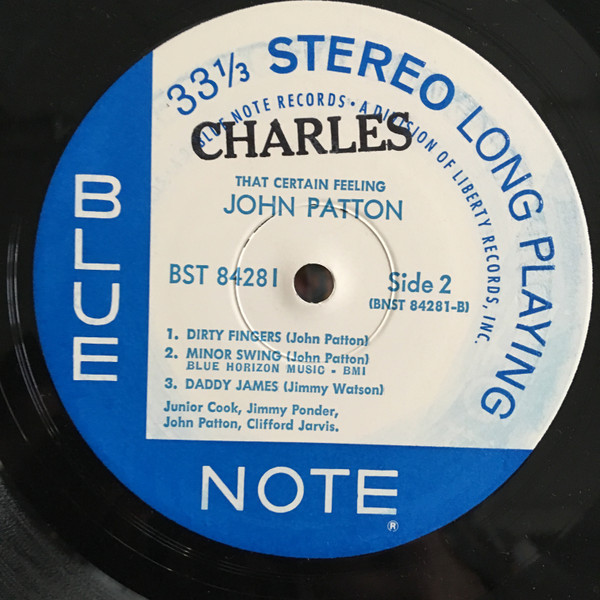 33 1/3 STEREO LONG PLAYING
BLUE NOTE RECORDS • A DIVISION OF LIBERTY RECORDS, INC.
CHARLES
THAT CERTAIN FEELING
JOHN PATTON
BST 84281
Side 2
(BNST 84281-B)
1. DIRTY FINGERS (John Patton)
2. MINOR SWING (John Patton)
BLUE HORIZON MUSIC - BMI
3. DADDY JAMES (Jimmy Watson)
Junior Cook, Jimmy Ponder,
John Patton, Clifford Jarvis.
BLUE
NOTE ®